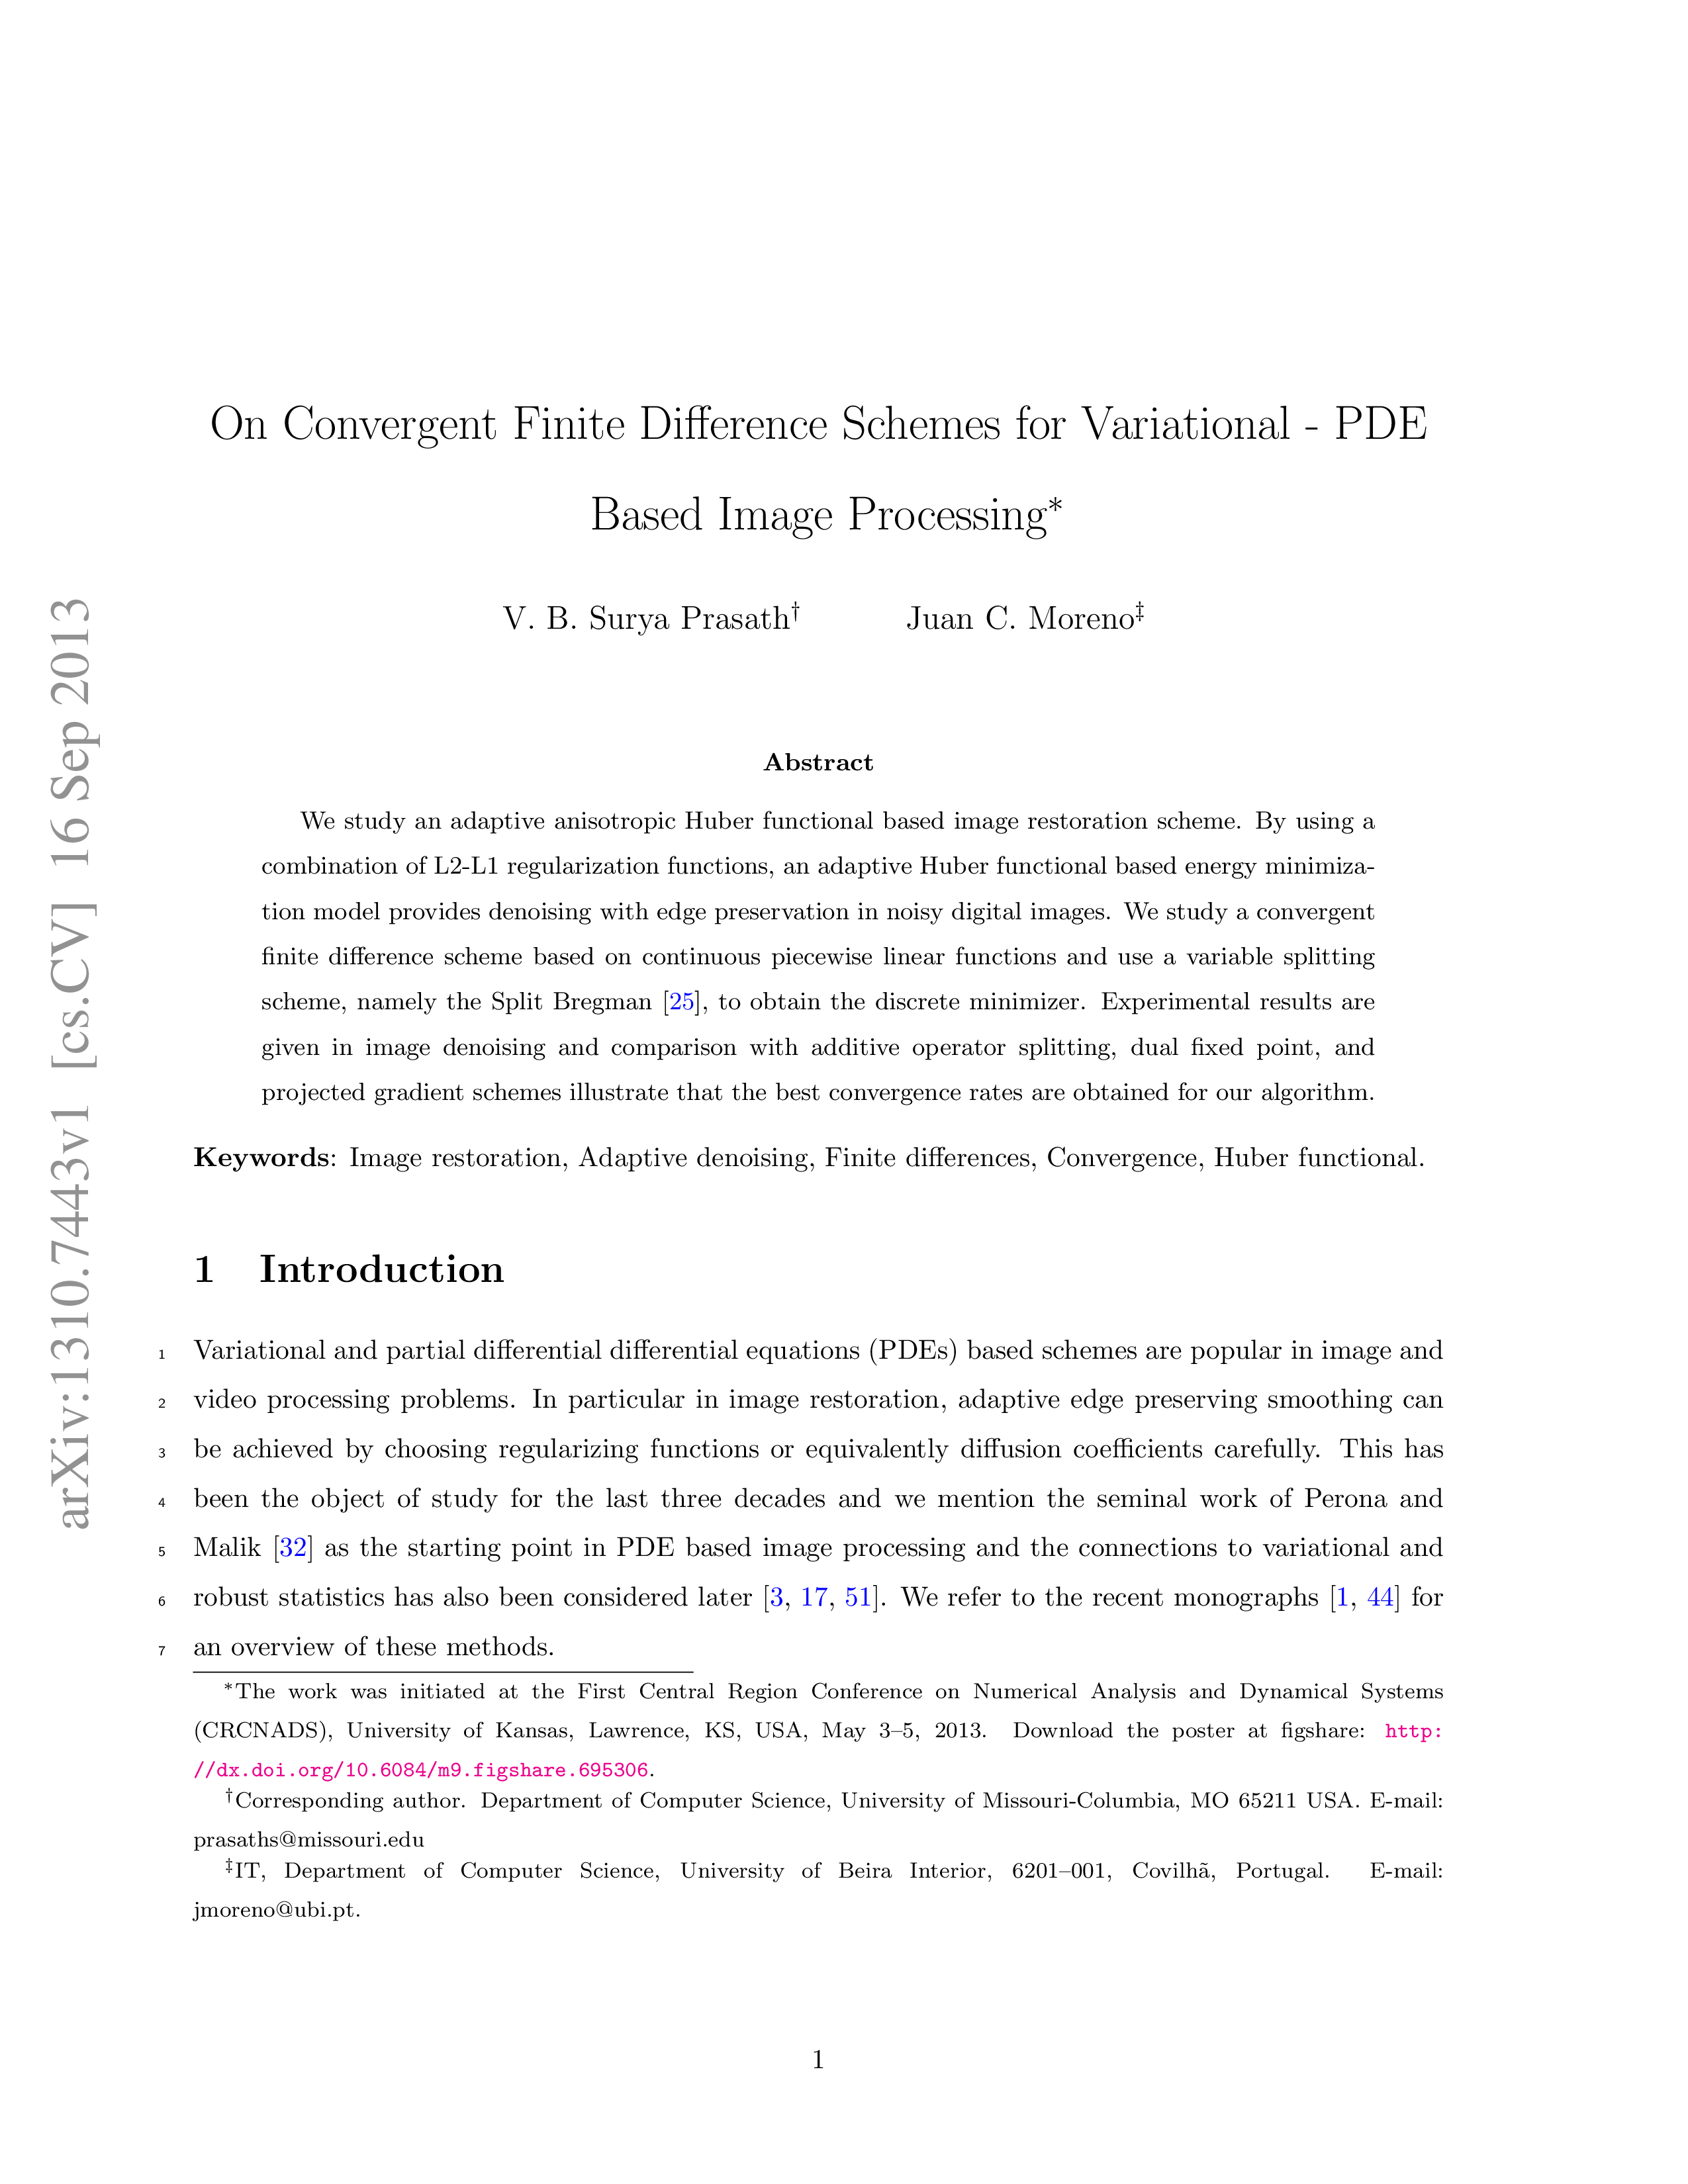 On Convergent Finite Difference Schemes for Variational - PDE
Based Image Processing*
V. B. Surya Prasath† Juan C. Moreno‡
Abstract
We study an adaptive anisotropic Huber functional based image restoration scheme. By using a
combination of L2-L1 regularization functions, an adaptive Huber functional based energy minimiza-
tion model provides denoising with edge preservation in noisy digital images. We study a convergent
finite difference scheme based on continuous piecewise linear functions and use a variable splitting
scheme, namely the Split Bregman [25], to obtain the discrete minimizer. Experimental results are
given in image denoising and comparison with additive operator splitting, dual fixed point, and
projected gradient schemes illustrate that the best convergence rates are obtained for our algorithm.
Keywords: Image restoration, Adaptive denoising, Finite differences, Convergence, Huber functional.
1 Introduction
1 Variational and partial differential differential equations (PDEs) based schemes are popular in image and
2 video processing problems. In particular in image restoration, adaptive edge preserving smoothing can
3 be achieved by choosing regularizing functions or equivalently diffusion coefficients carefully. This has
4 been the object of study for the last three decades and we mention the seminal work of Perona and
5 Malik [32] as the starting point in PDE based image processing and the connections to variational and
6 robust statistics has also been considered later [3, 17, 51]. We refer to the recent monographs [1, 44] for
7 an overview of these methods.
*The work was initiated at the First Central Region Conference on Numerical Analysis and Dynamical Systems
(CRCNADS), University of Kansas, Lawrence, KS, USA, May 3–5, 2013. Download the poster at figshare: http:
//dx.doi.org/10.6084/m9.figshare.695306.
†Corresponding author. Department of Computer Science, University of Missouri-Columbia, MO 65211 USA. E-mail:
prasaths@missouri.edu
‡IT, Department of Computer Science, University of Beira Interior, 6201–001, Covilhã, Portugal. E-mail:
jmoreno@ubi.pt.
1
arXiv:1310.7443v1 [cs.CV] 16 Sep 2013